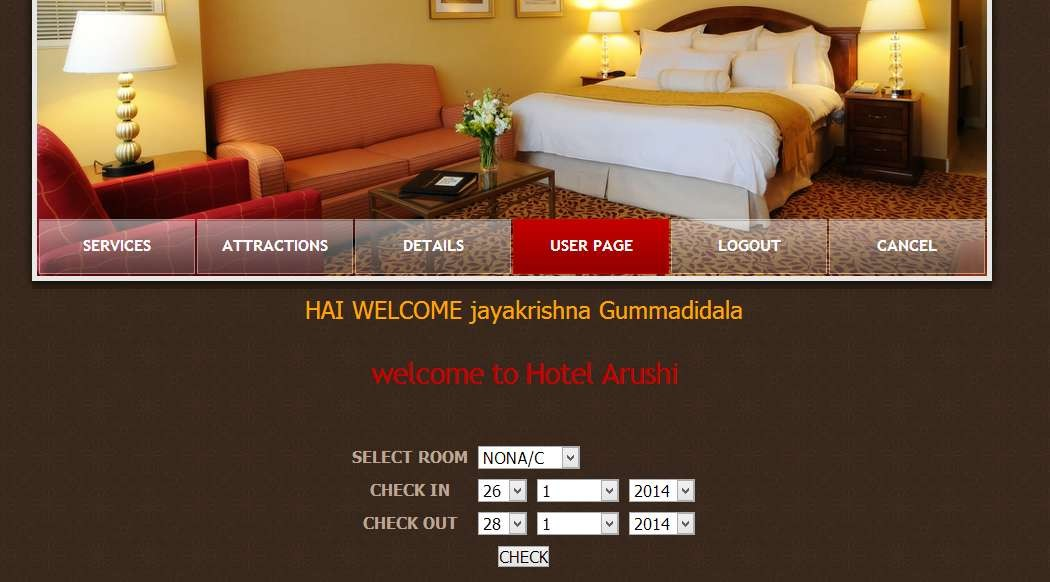 SERVICES ATTRACTIONS DETAILS USER PAGE LOGOUT CANCEL
HAI WELCOME jayakrishna Gummadidala
welcome to Hotel Arushi
SELECT ROOM NONA/C
CHECK IN 26 1 2014
CHECK OUT 28 1 2014
CHECK